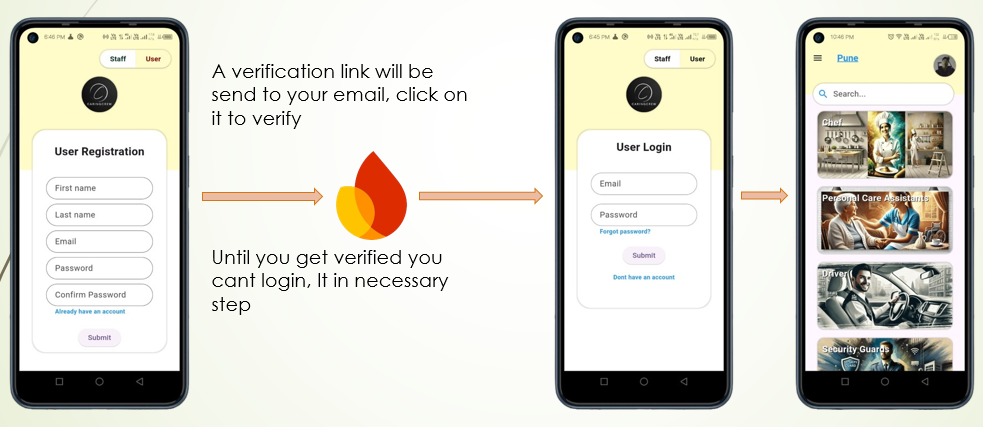 8:46 PM
Staff User
CARISACREW
User Registration
First name
Last name
Email
Password
Confirm Password
Already have an account
Submit
A verification link will be
send to your email, click on
it to verify
Until you get verified you
cant login, It in necessary
step
6:45 PM
Staff User
CARISACREW
User Login
Email
Password
Forgot password?
Submit
Dont have an account
10:46 PM
Pune
Search...
Chef
Personal Care Assistants
Driver
Security Guards